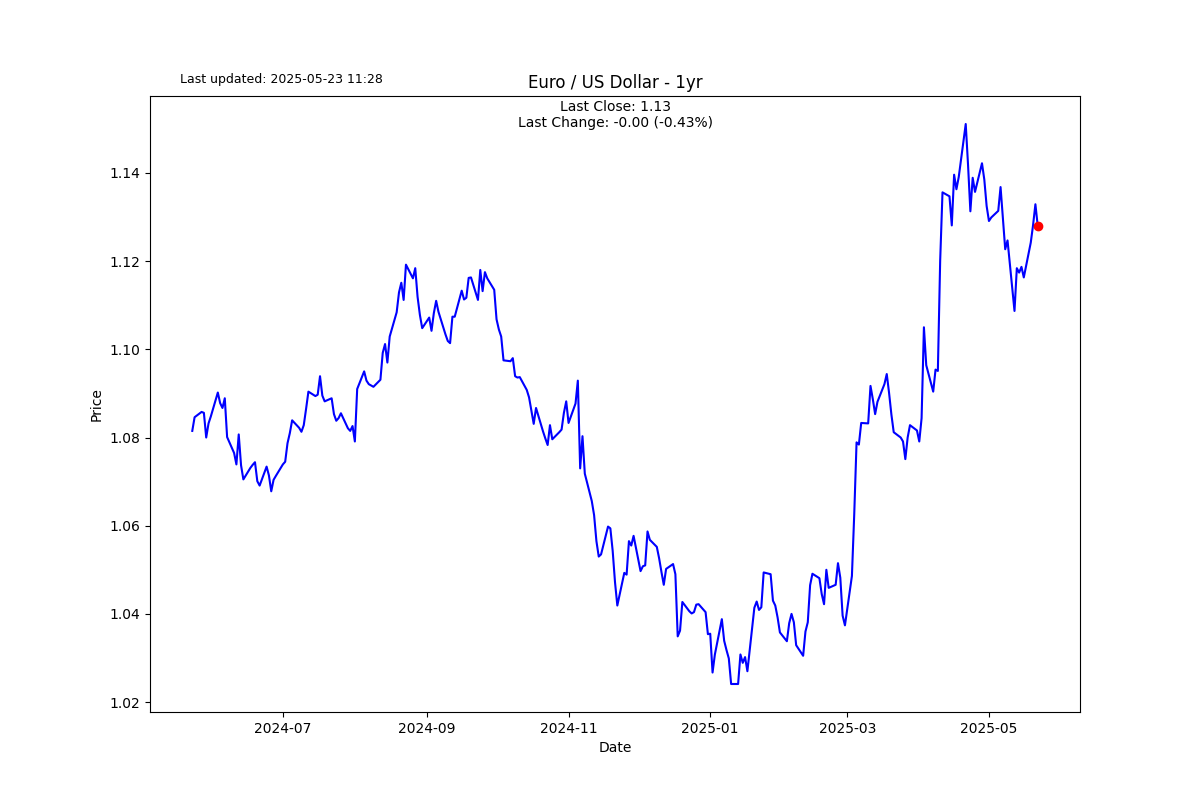 Last updated: 2025-05-23 11:28
Euro / US Dollar - 1yr
Last Close: 1.13
Last Change: -0.00 (-0.43%)
1.14
1.12
1.10
1.08
1.06
1.04
1.02
Price
2024-07
2024-09
2024-11
2025-01
2025-03
2025-05
Date